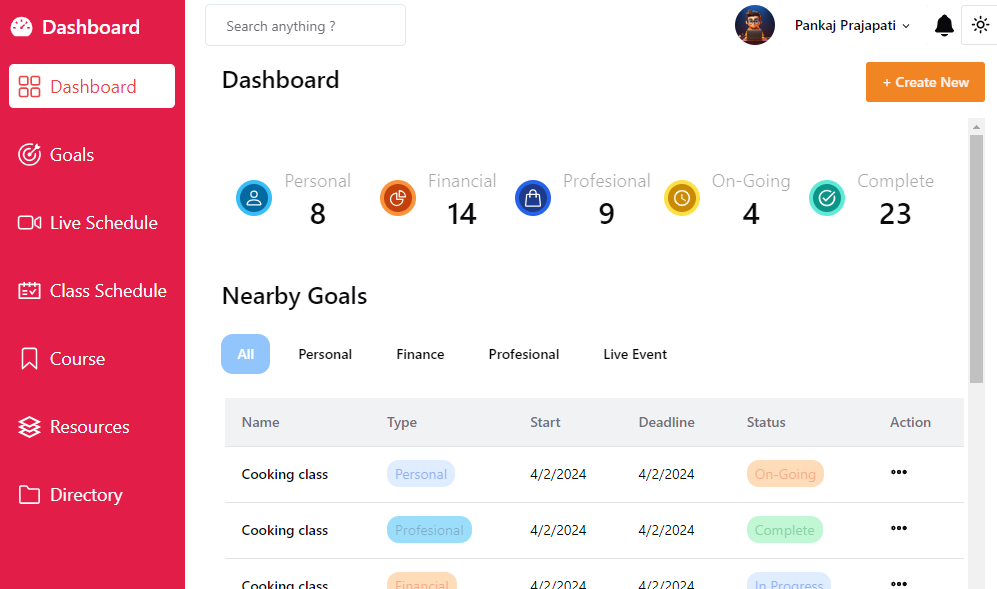 Dashboard
Search anything ?
Pankaj Prajapati
Dashboard
Goals
Live Schedule
Class Schedule
Course
Resources
Directory
Dashboard
+ Create New
Personal
8
Financial
14
Profesional
9
On-Going
4
Complete
23
Nearby Goals
All Personal Finance Profesional Live Event
Name Type Start Deadline Status Action
Cooking class Personal 4/2/2024 4/2/2024 On-Going •••
Cooking class Profesional 4/2/2024 4/2/2024 Complete •••
Cooking class Financial 4/2/2024 4/2/2024 In Progress •••